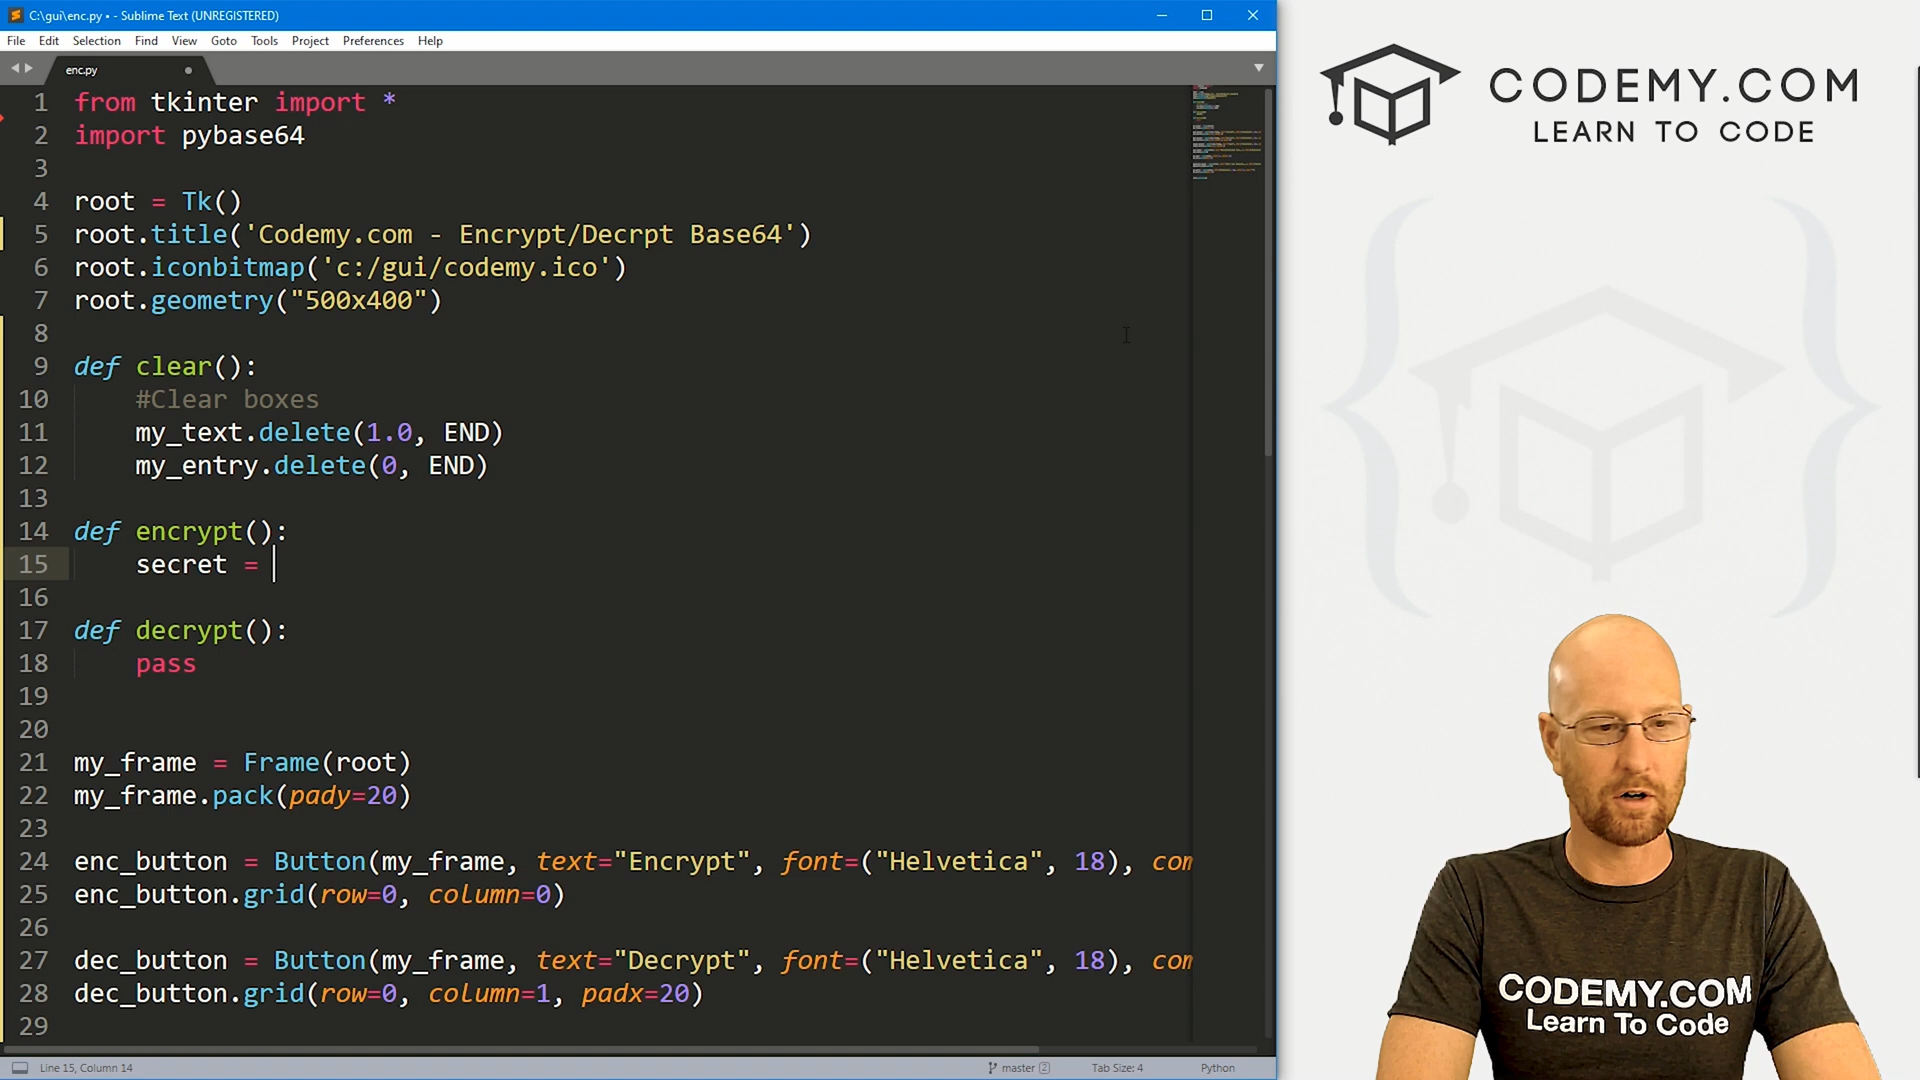 C:\gui\enc.py • - Sublime Text (UNREGISTERED)
File Edit Selection Find View Goto Tools Project Preferences Help
enc.py
1 from tkinter import *
2 import pybase64
3
4 root = Tk()
5 root.title('Codemy.com - Encrypt/Decrpt Base64')
6 root.iconbitmap('c:/gui/codemy.ico')
7 root.geometry("500x400")
8
9 def clear():
10 #Clear boxes
11 my_text.delete(1.0, END)
12 my_entry.delete(0, END)
13
14 def encrypt():
15 secret =
16
17 def decrypt():
18 pass
19
20
21 my_frame = Frame(root)
22 my_frame.pack(pady=20)
23
24 enc_button = Button(my_frame, text="Encrypt", font=("Helvetica", 18), com
25 enc_button.grid(row=0, column=0)
26
27 dec_button = Button(my_frame, text="Decrypt", font=("Helvetica", 18), com
28 dec_button.grid(row=0, column=1, padx=20)
29
Line 15, Column 14
master 2
Tab Size: 4
Python
CODEMY.COM
LEARN TO CODE
CODEMY.COM
Learn To Code